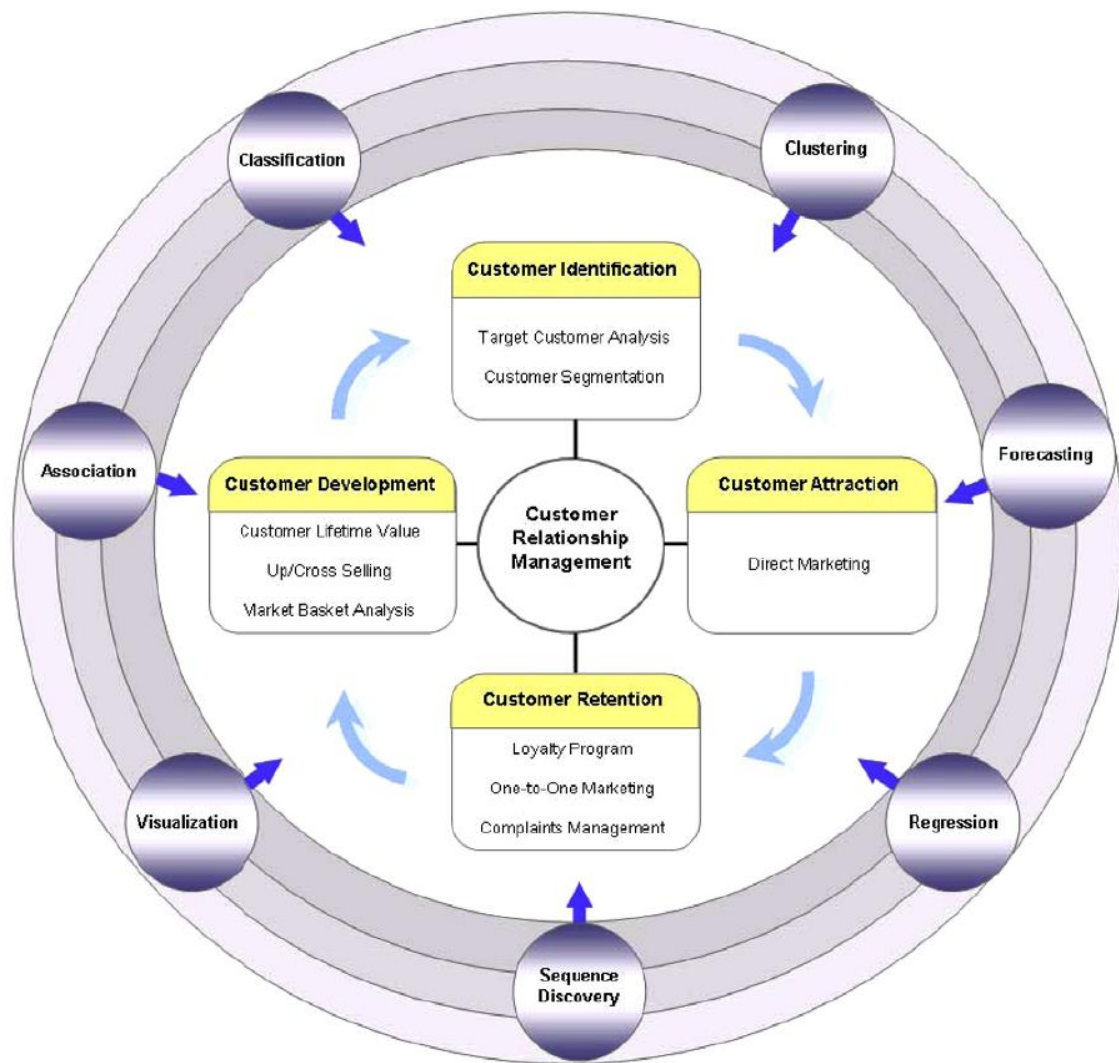 Classification
Clustering
Customer Identification
Target Customer Analysis
Customer Segmentation
Association
Forecasting
Customer Development
Customer Lifetime Value
Up/Cross Selling
Market Basket Analysis
Customer
Relationship
Management
Customer Attraction
Direct Marketing
Customer Retention
Loyalty Program
One-to-One Marketing
Complaints Management
Visualization
Regression
Sequence
Discovery